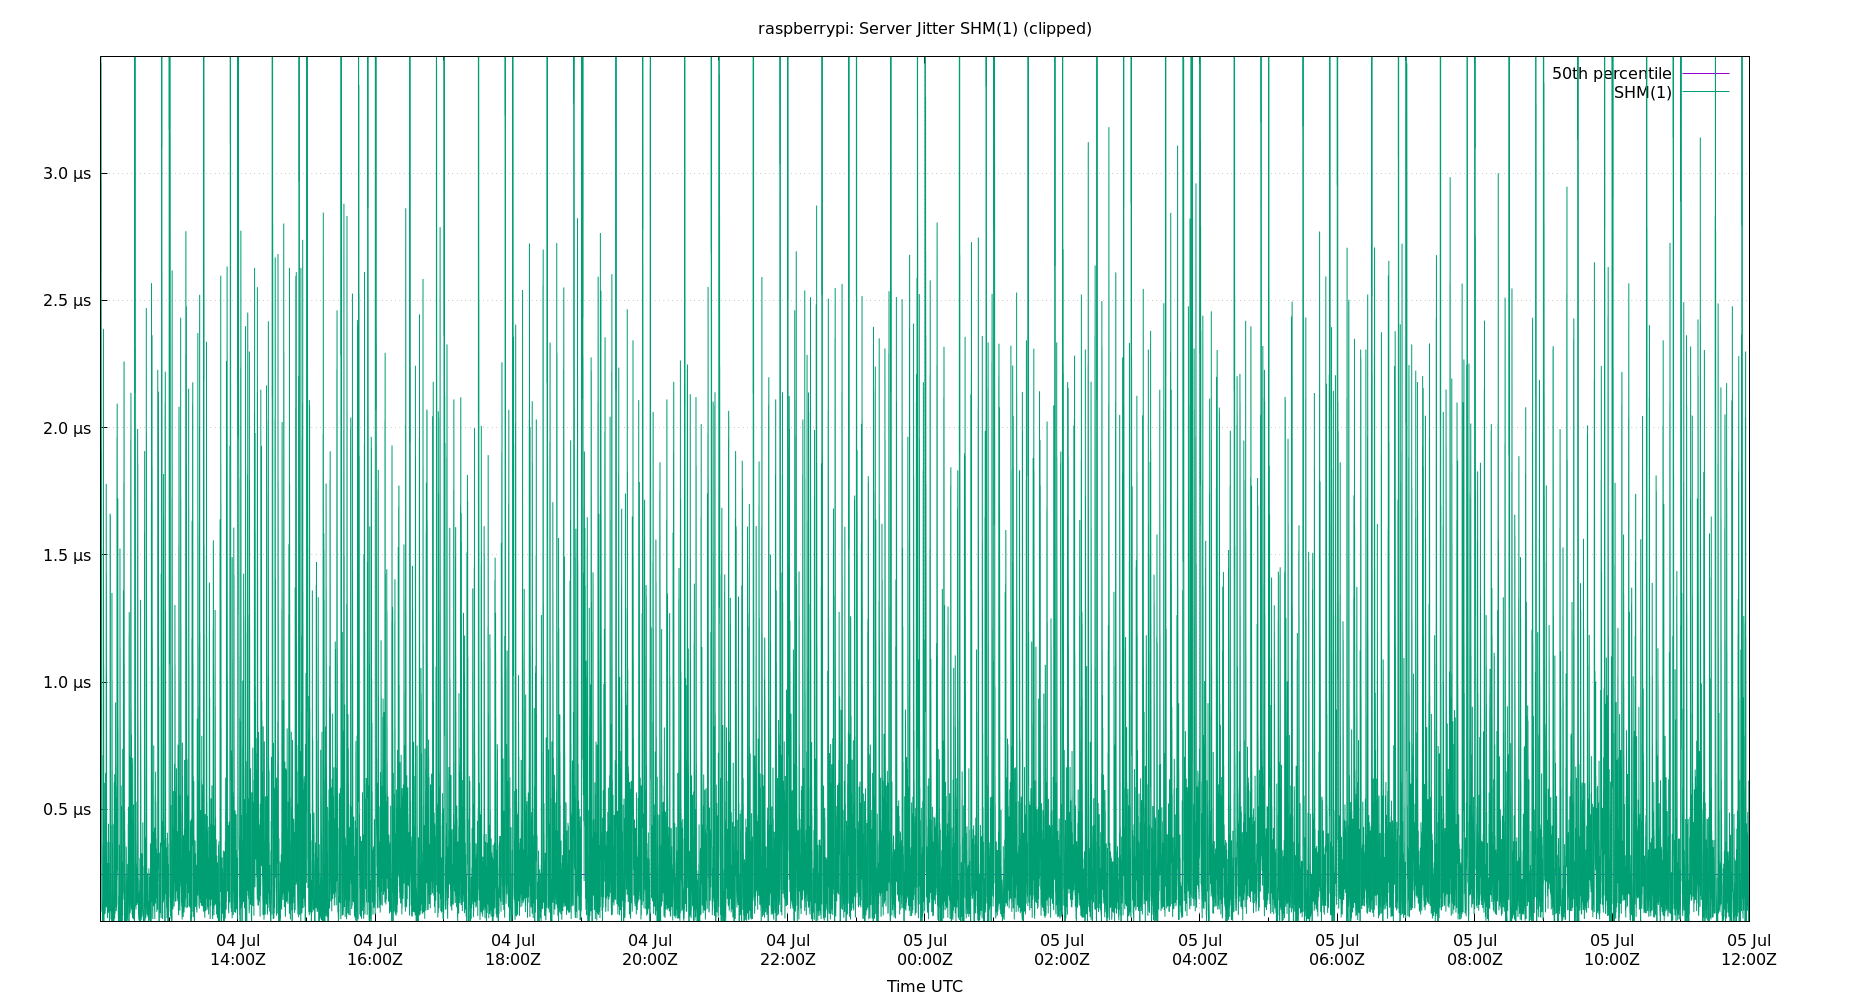 raspberrypi: Server Jitter SHM(1) (clipped)
50th percentile
SHM(1)
3.0 µs
2.5 µs
2.0 µs
1.5 µs
1.0 µs
0.5 µs
04 Jul 04 Jul 04 Jul 04 Jul 04 Jul 05 Jul 05 Jul 05 Jul 05 Jul 05 Jul 05 Jul 05 Jul
14:00Z 16:00Z 18:00Z 20:00Z 22:00Z 00:00Z 02:00Z 04:00Z 06:00Z 08:00Z 10:00Z 12:00Z
Time UTC